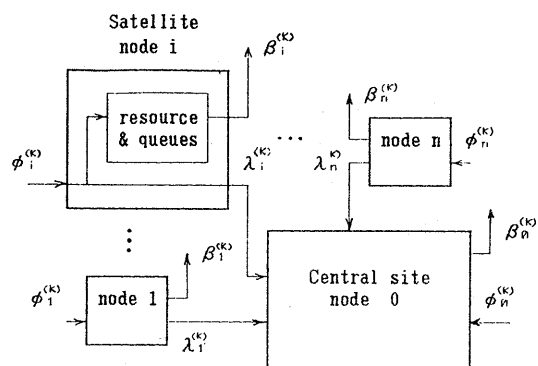 Satellite
node i
β_i^(K)
resource
& queues
φ_i^(K)
λ_i^(K)
...
β_n^(K)
node n
λ_n^K)
φ_n^(K)
β_1^(K)
node 1
φ_1^(K)
λ_1^(K)
Central site
node 0
β_0^(K)
φ_0^(K)